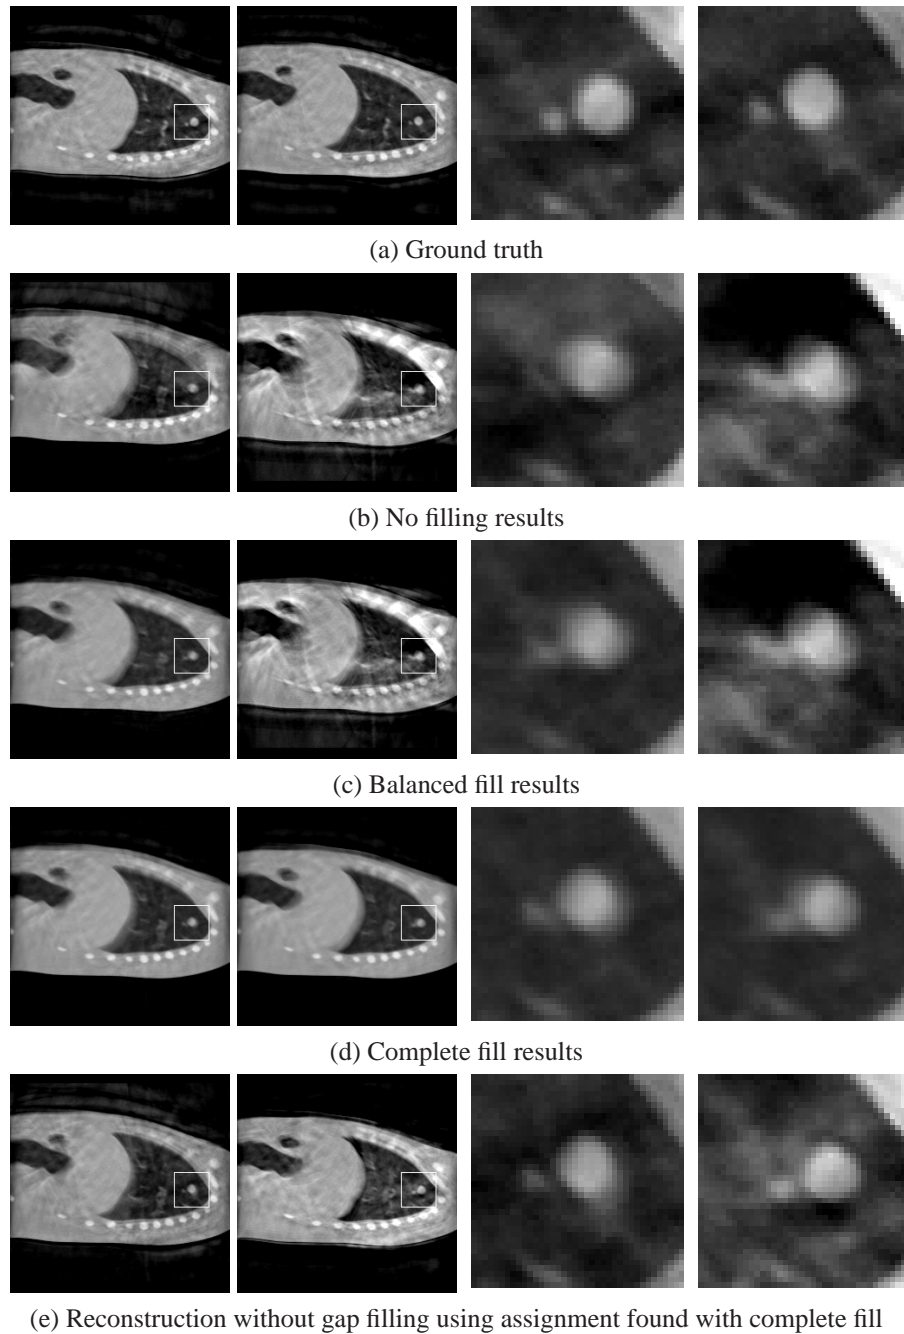 (a) Ground truth
(b) No filling results
(c) Balanced fill results
(d) Complete fill results
(e) Reconstruction without gap filling using assignment found with complete fill